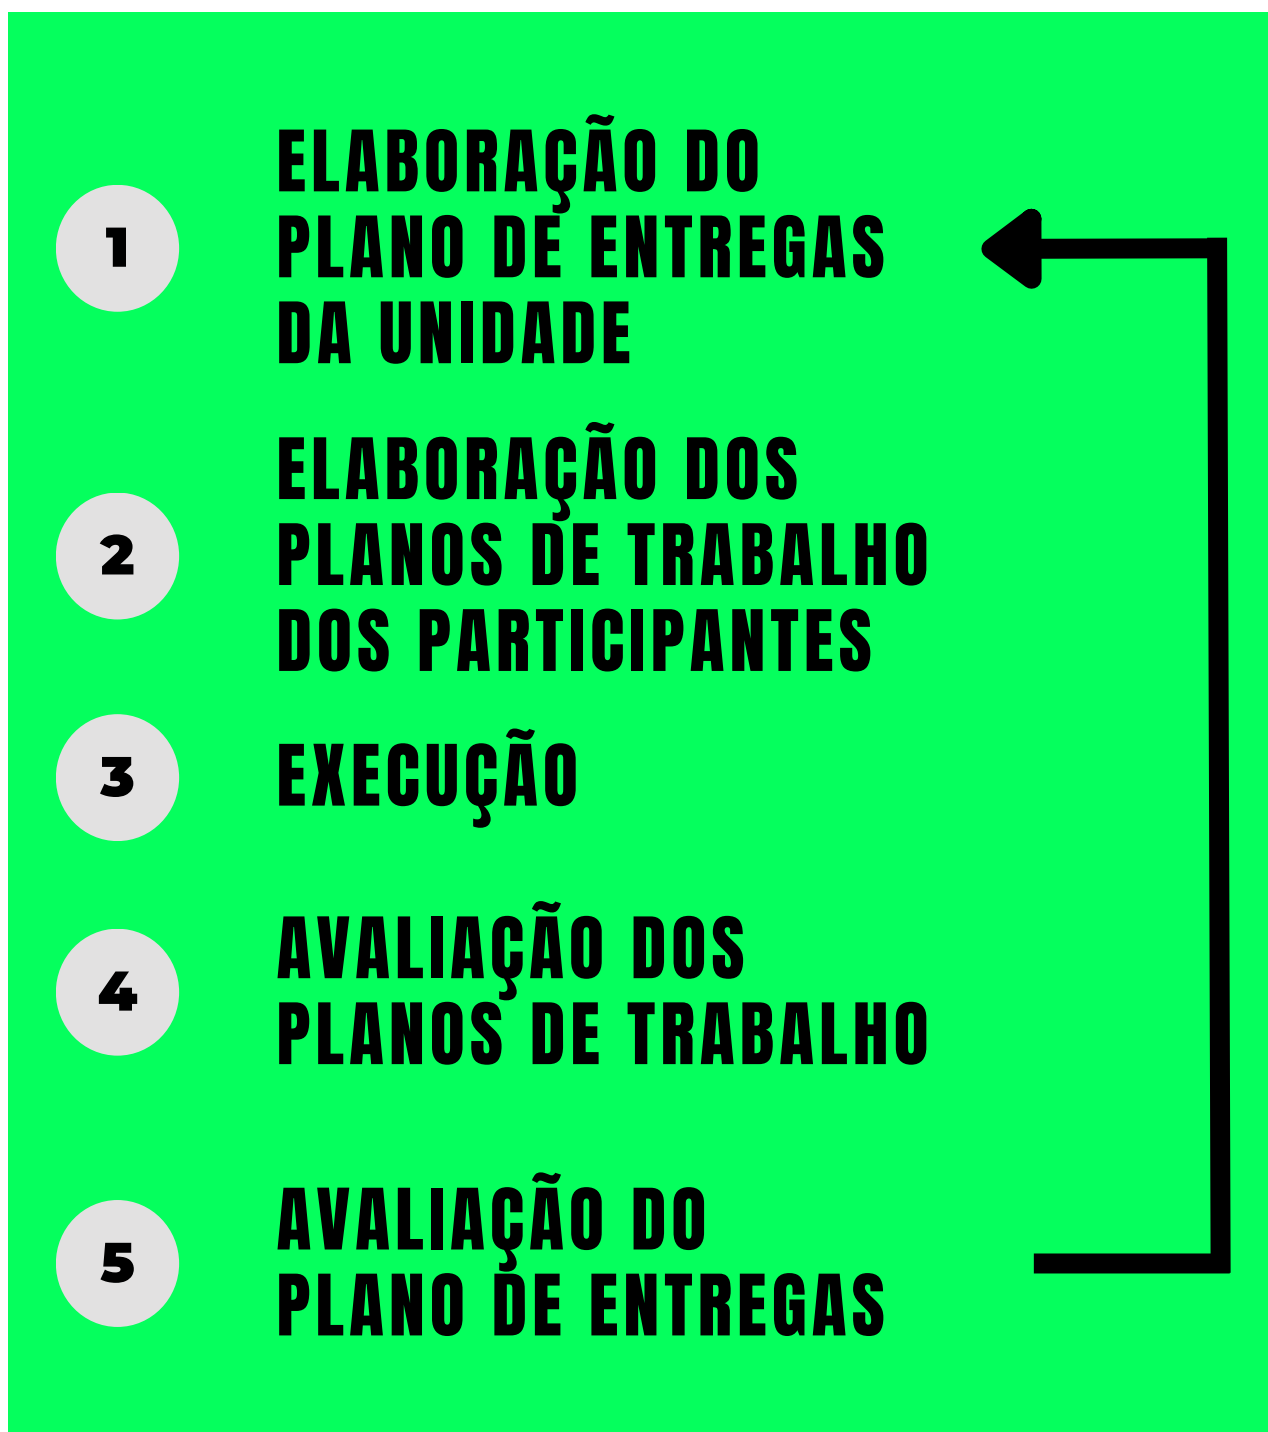 1
ELABORAÇÃO DO
PLANO DE ENTREGAS
DA UNIDADE
2
ELABORAÇÃO DOS
PLANOS DE TRABALHO
DOS PARTICIPANTES
3
EXECUÇÃO
4
AVALIAÇÃO DOS
PLANOS DE TRABALHO
5
AVALIAÇÃO DO
PLANO DE ENTREGAS